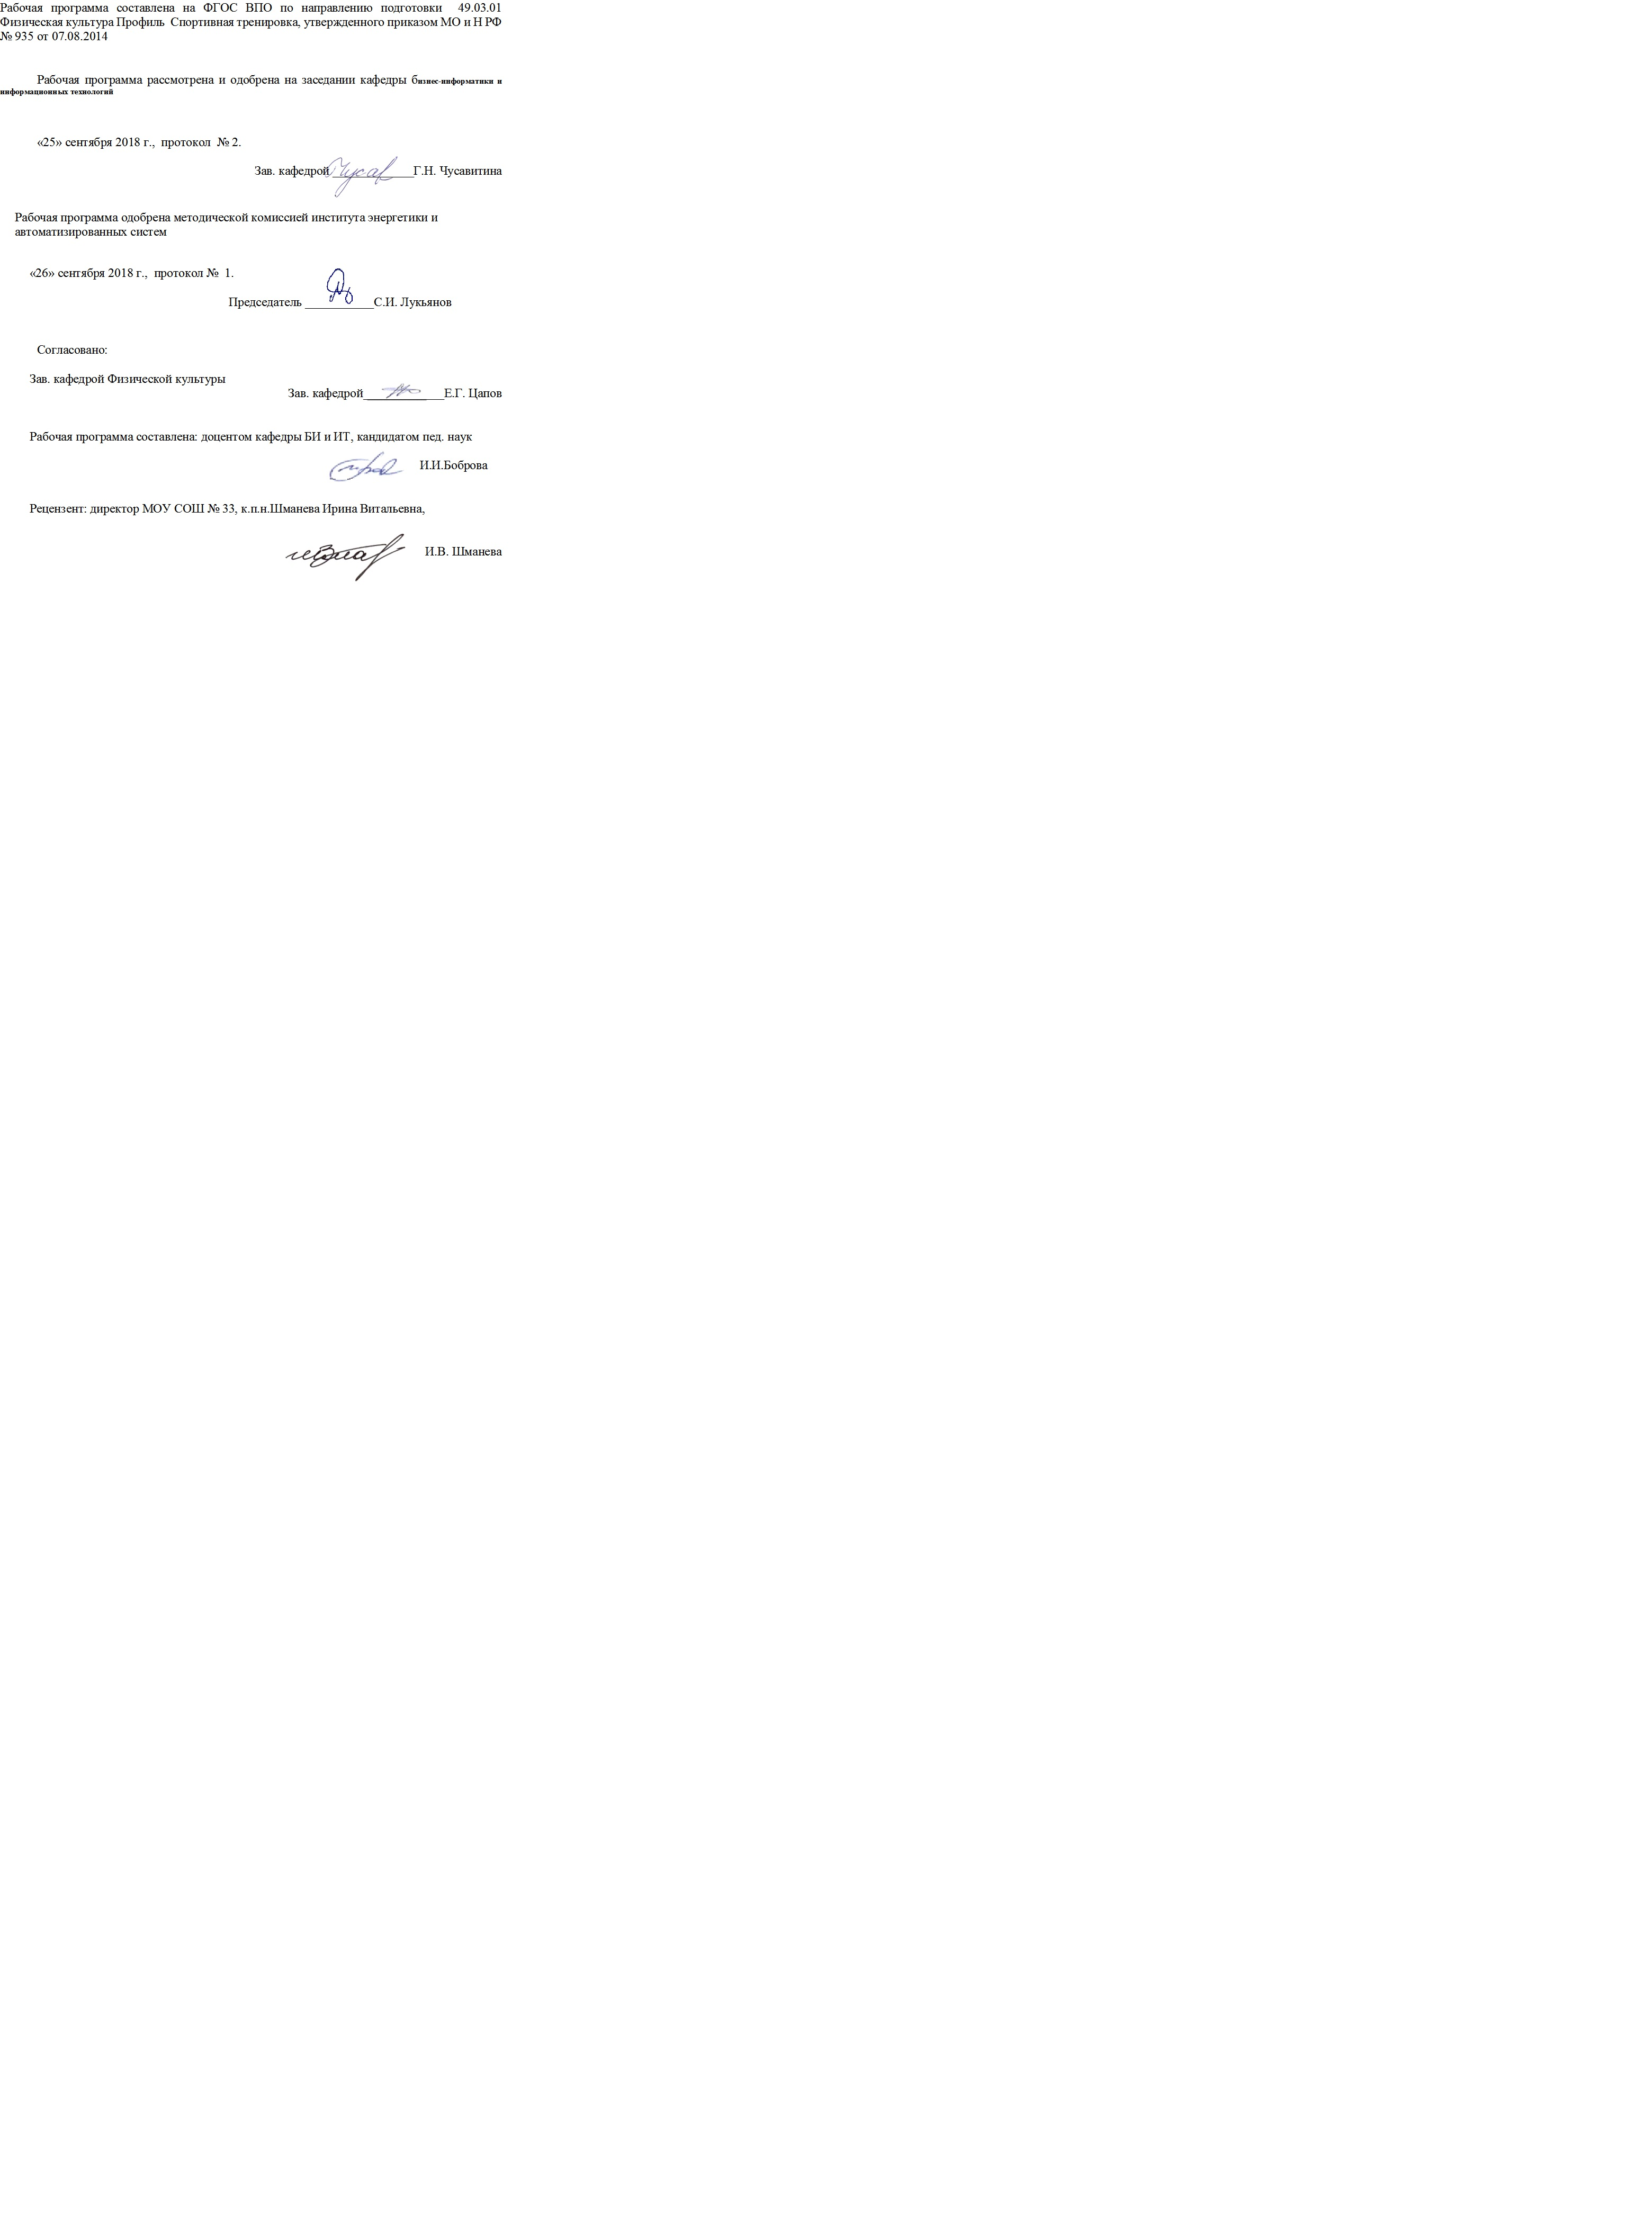 Рабочая программа составлена на ФГОС ВПО по направлению подготовки 49.03.01
Физическая культура Профиль Спортивная тренировка, утвержденного приказом МО и Н РФ
№ 935 от 07.08.2014
Рабочая программа рассмотрена и одобрена на заседании кафедры бизнес-информатики и
информационных технологий
«25» сентября 2018 г., протокол № 2.
Зав. кафедрой_____________Г.Н. Чусавитина
Рабочая программа одобрена методической комиссией института энергетики и
автоматизированных систем
«26» сентября 2018 г., протокол № 1.
Председатель ___________С.И. Лукьянов
Согласовано:
Зав. кафедрой Физической культуры
Зав. кафедрой_____________Е.Г. Цапов
Рабочая программа составлена: доцентом кафедры БИ и ИТ, кандидатом пед. наук
И.И.Боброва
Рецензент: директор МОУ СОШ № 33, к.п.н.Шманева Ирина Витальевна,
И.В. Шманева